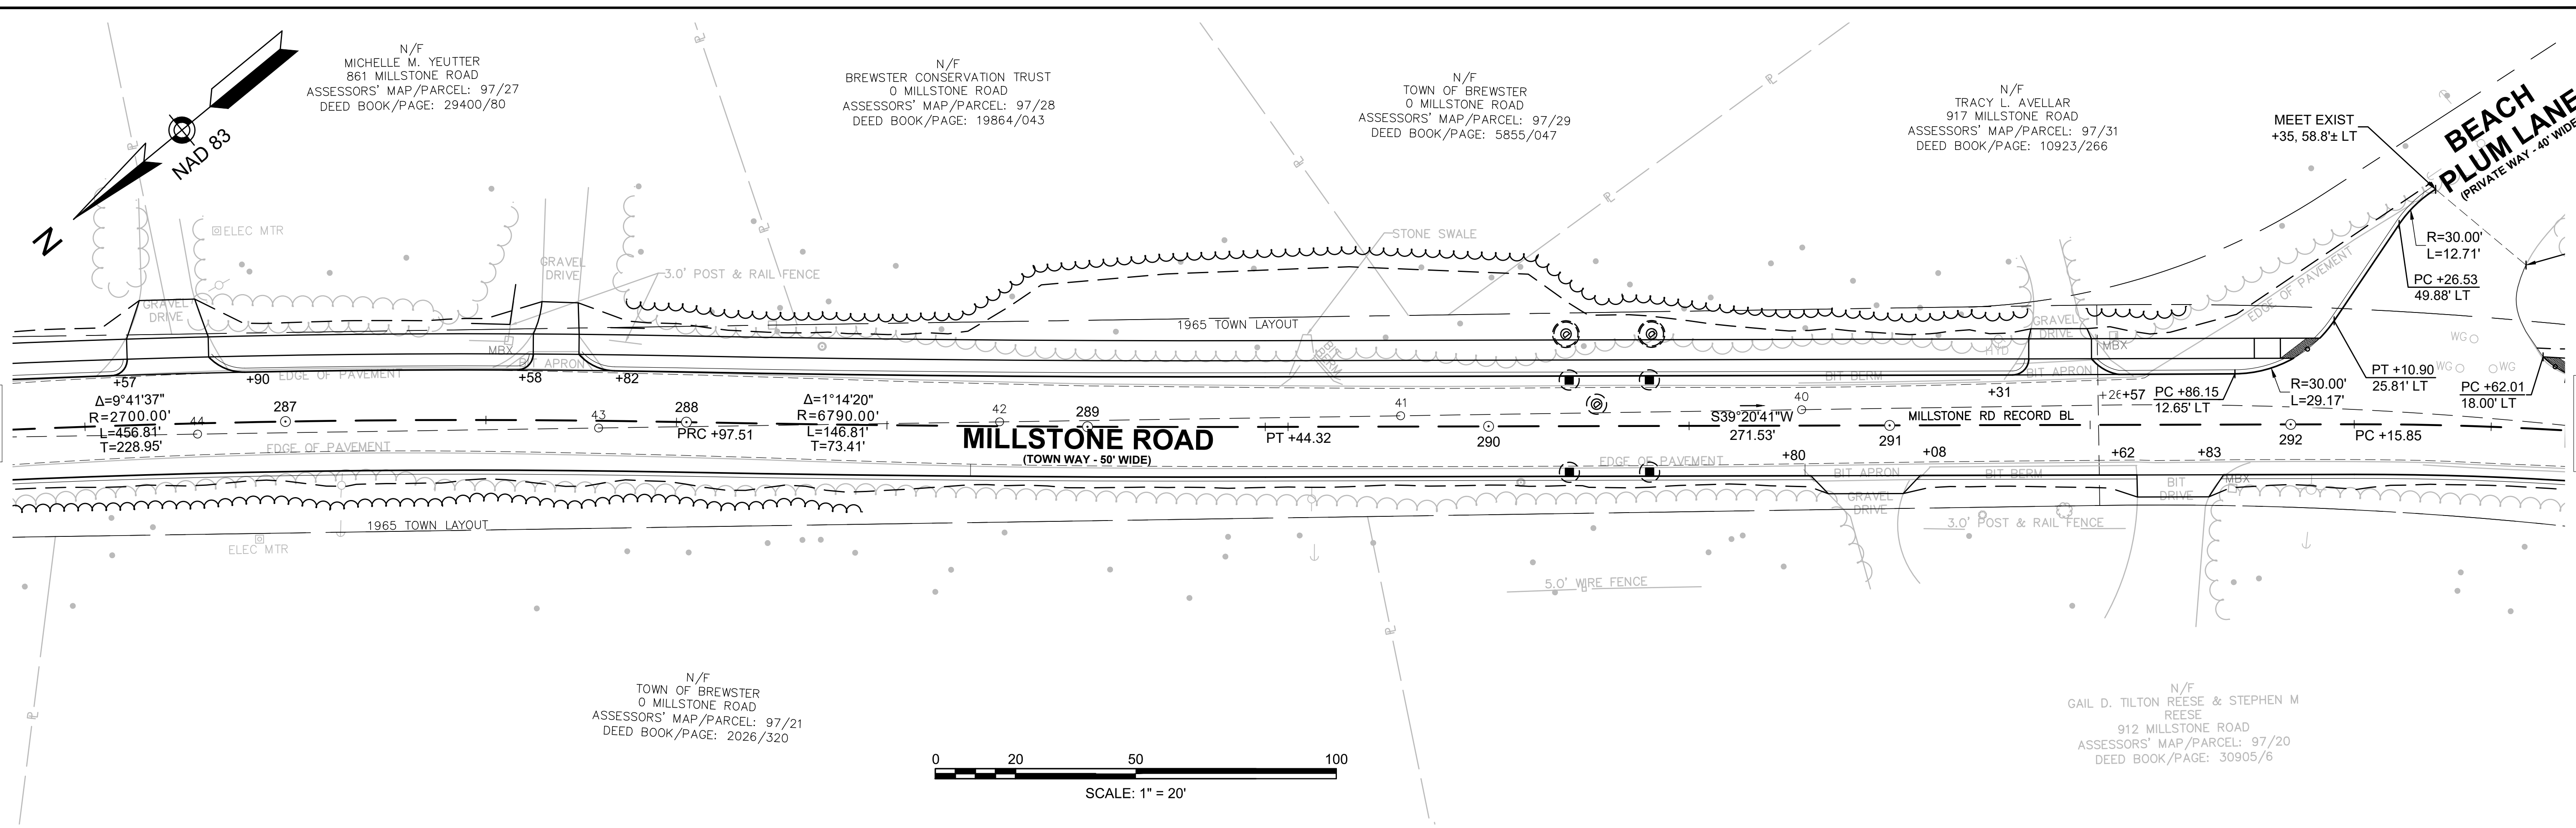 N/F
MICHELLE M. YEUTTER
861 MILLSTONE ROAD
ASSESSORS' MAP/PARCEL: 97/27
DEED BOOK/PAGE: 29400/80
N/F
BREWSTER CONSERVATION TRUST
0 MILLSTONE ROAD
ASSESSORS' MAP/PARCEL: 97/28
DEED BOOK/PAGE: 19864/043
N/F
TOWN OF BREWSTER
0 MILLSTONE ROAD
ASSESSORS' MAP/PARCEL: 97/29
DEED BOOK/PAGE: 5855/047
N/F
TRACY L. AVELLAR
917 MILLSTONE ROAD
ASSESSORS' MAP/PARCEL: 97/31
DEED BOOK/PAGE: 10923/266
MEET EXIST
+35, 58.8'± LT
BEACH
PLUM LANE
(PRIVATE WAY - 40' WIDE)
NAD 83
N
ELEC MTR
GRAVEL
DRIVE
GRAVEL
DRIVE
3.0' POST & RAIL FENCE
STONE SWALE
1965 TOWN LAYOUT
GRAVEL
DRIVE
EDGE OF PAVEMENT
R=30.00'
L=12.71'
PC +26.53
49.88' LT
MBX
BIT APRON
BIT BERM
HYD
MBX
WG
WG
WG
+57
+90
EDGE OF PAVEMENT
+58
+82
BIT BERM
BIT APRON
+31
+26
+57
PC +86.15
12.65' LT
R=30.00'
L=29.17'
PT +10.90
25.81' LT
PC +62.01
18.00' LT
Δ=9°41'37"
R=2700.00'
L=456.81'
T=228.95'
44
287
43
288
PRC +97.51
Δ=1°14'20"
R=6790.00'
L=146.81'
T=73.41'
42
289
MILLSTONE ROAD
(TOWN WAY - 50' WIDE)
PT +44.32
41
290
S39°20'41"W
271.53'
40
291
MILLSTONE RD RECORD BL
292
PC +15.85
EDGE OF PAVEMENT
EDGE OF PAVEMENT
+80
BIT APRON
+08
BIT BERM
+62
+83
MBX
GRAVEL
DRIVE
BIT
DRIVE
1965 TOWN LAYOUT
ELEC MTR
3.0' POST & RAIL FENCE
5.0' WIRE FENCE
N/F
TOWN OF BREWSTER
0 MILLSTONE ROAD
ASSESSORS' MAP/PARCEL: 97/21
DEED BOOK/PAGE: 2026/320
N/F
GAIL D. TILTON REESE & STEPHEN M
REESE
912 MILLSTONE ROAD
ASSESSORS' MAP/PARCEL: 97/20
DEED BOOK/PAGE: 30905/6
0 20 50 100
SCALE: 1" = 20'